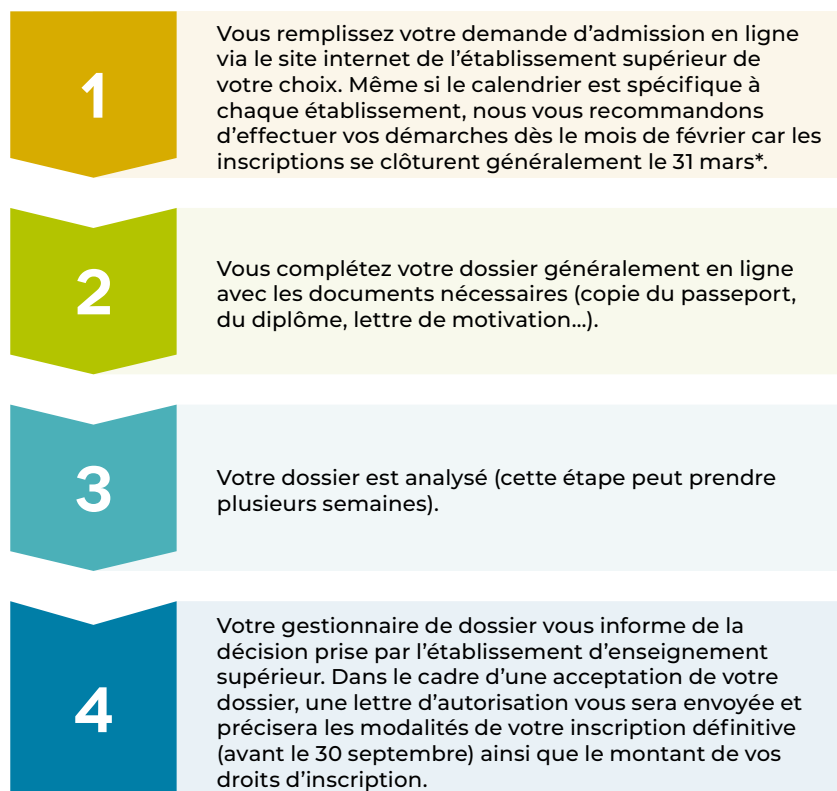 1
Vous remplissez votre demande d’admission en ligne
via le site internet de l’établissement supérieur de
votre choix. Même si le calendrier est spécifique à
chaque établissement, nous vous recommandons
d’effectuer vos démarches dès le mois de février car les
inscriptions se clôturent généralement le 31 mars*.
2
Vous complétez votre dossier généralement en ligne
avec les documents nécessaires (copie du passeport,
du diplôme, lettre de motivation...).
3
Votre dossier est analysé (cette étape peut prendre
plusieurs semaines).
4
Votre gestionnaire de dossier vous informe de la
décision prise par l’établissement d’enseignement
supérieur. Dans le cadre d’une acceptation de votre
dossier, une lettre d’autorisation vous sera envoyée et
précisera les modalités de votre inscription définitive
(avant le 30 septembre) ainsi que le montant de vos
droits d’inscription.